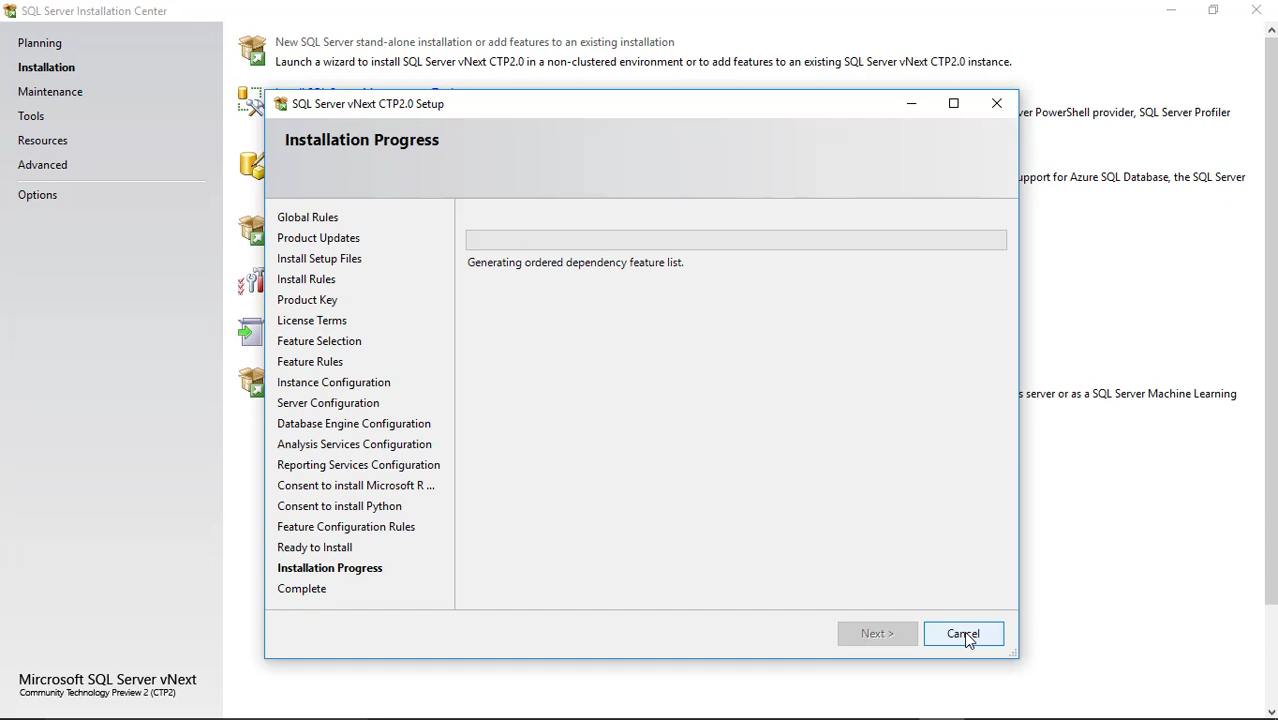 SQL Server Installation Center
Planning
Installation
Maintenance
Tools
Resources
Advanced
Options
New SQL Server stand-alone installation or add features to an existing installation
Launch a wizard to install SQL Server vNext CTP2.0 in a non-clustered environment or to add features to an existing SQL Server vNext CTP2.0 instance.
ver PowerShell provider, SQL Server Profiler
upport for Azure SQL Database, the SQL Server
s server or as a SQL Server Machine Learning
SQL Server vNext CTP2.0 Setup
Installation Progress
Global Rules
Product Updates
Install Setup Files
Install Rules
Product Key
License Terms
Feature Selection
Feature Rules
Instance Configuration
Server Configuration
Database Engine Configuration
Analysis Services Configuration
Reporting Services Configuration
Consent to install Microsoft R ...
Consent to install Python
Feature Configuration Rules
Ready to Install
Installation Progress
Complete
Generating ordered dependency feature list.
Next >
Cancel
Mircrosoft SQL Server vNext
Community Technology Preview 2 (CTP2)